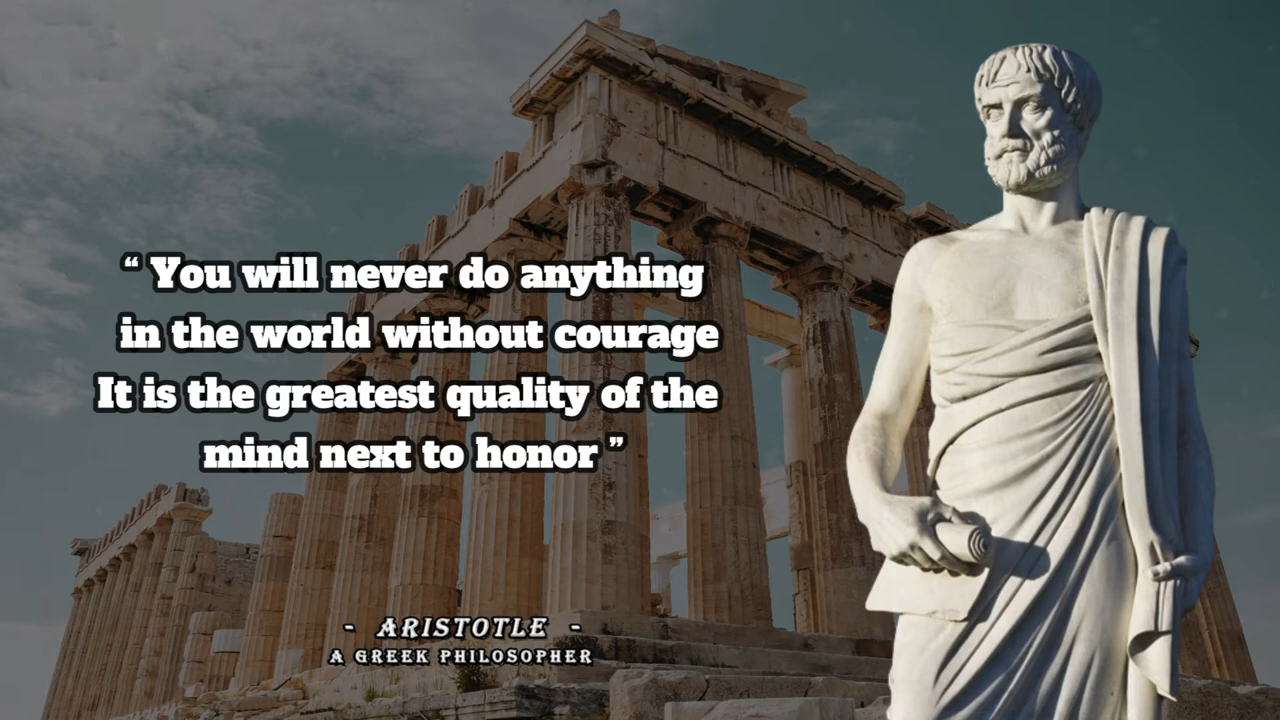 “ You will never do anything
in the world without courage
It is the greatest quality of the
mind next to honor ”
- ARISTOTLE -
A GREEK PHILOSOPHER